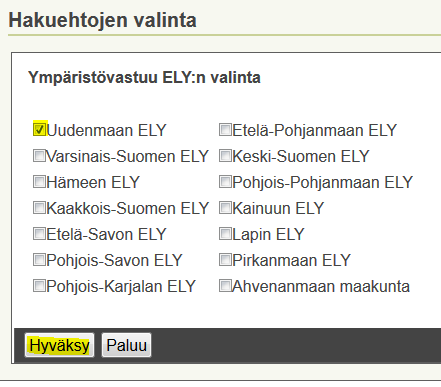 Hakuehtojen valinta
Ympäristövastuu ELY:n valinta
Uudenmaan ELY
Varsinais-Suomen ELY
Hämeen ELY
Kaakkois-Suomen ELY
Etelä-Savon ELY
Pohjois-Savon ELY
Pohjois-Karjalan ELY
Etelä-Pohjanmaan ELY
Keski-Suomen ELY
Pohjois-Pohjanmaan ELY
Kainuun ELY
Lapin ELY
Pirkanmaan ELY
Ahvenanmaan maakunta
Hyväksy Paluu